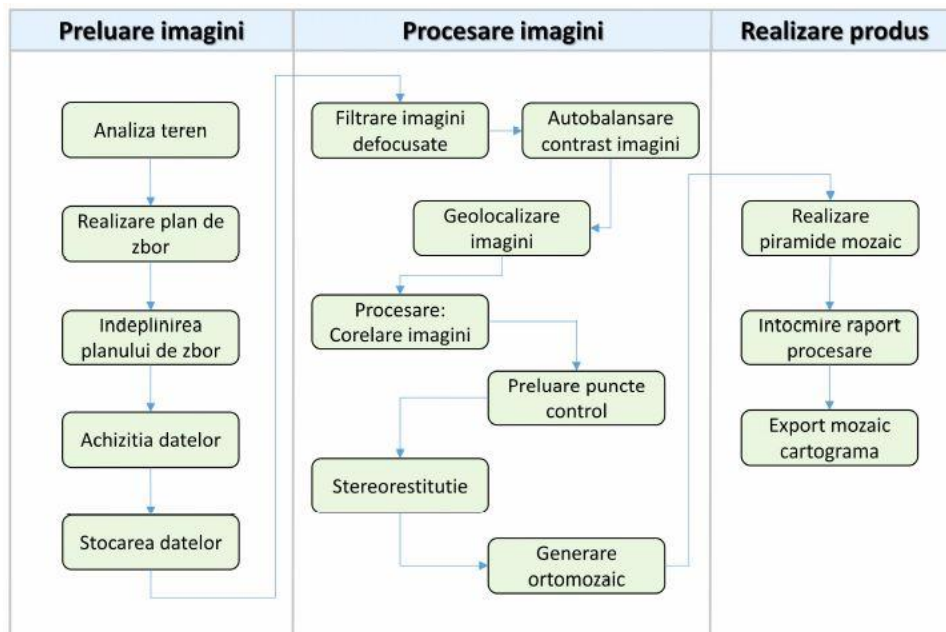 Preluare imagini
Analiza teren
Realizare plan de
zbor
Indeplinirea
planului de zbor
Achizitia datelor
Stocarea datelor
Procesare imagini
Filtrare imagini
defocusate
Autobalansare
contrast imagini
Geolocalizare
imagini
Procesare:
Corelare imagini
Preluare puncte
control
Stereorestitutie
Generare
ortomozaic
Realizare produs
Realizare
piramide mozaic
Intocmire raport
procesare
Export mozaic
cartograma